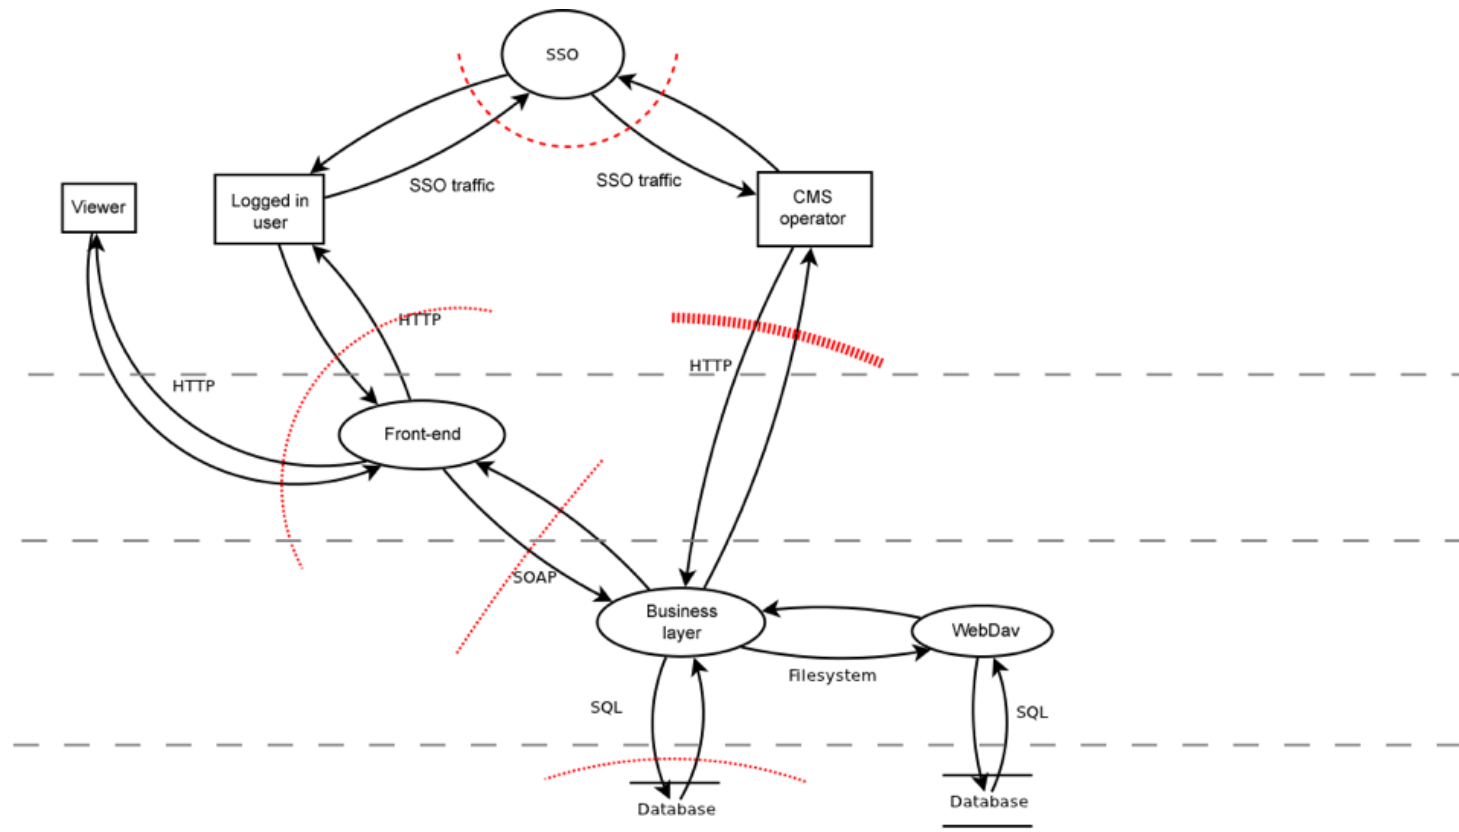 SSO
SSO traffic
SSO traffic
Viewer
Logged in
user
CMS
operator
HTTP
HTTP
HTTP
Front-end
SOAP
Business
layer
WebDav
Filesystem
SQL
SQL
Database
Database